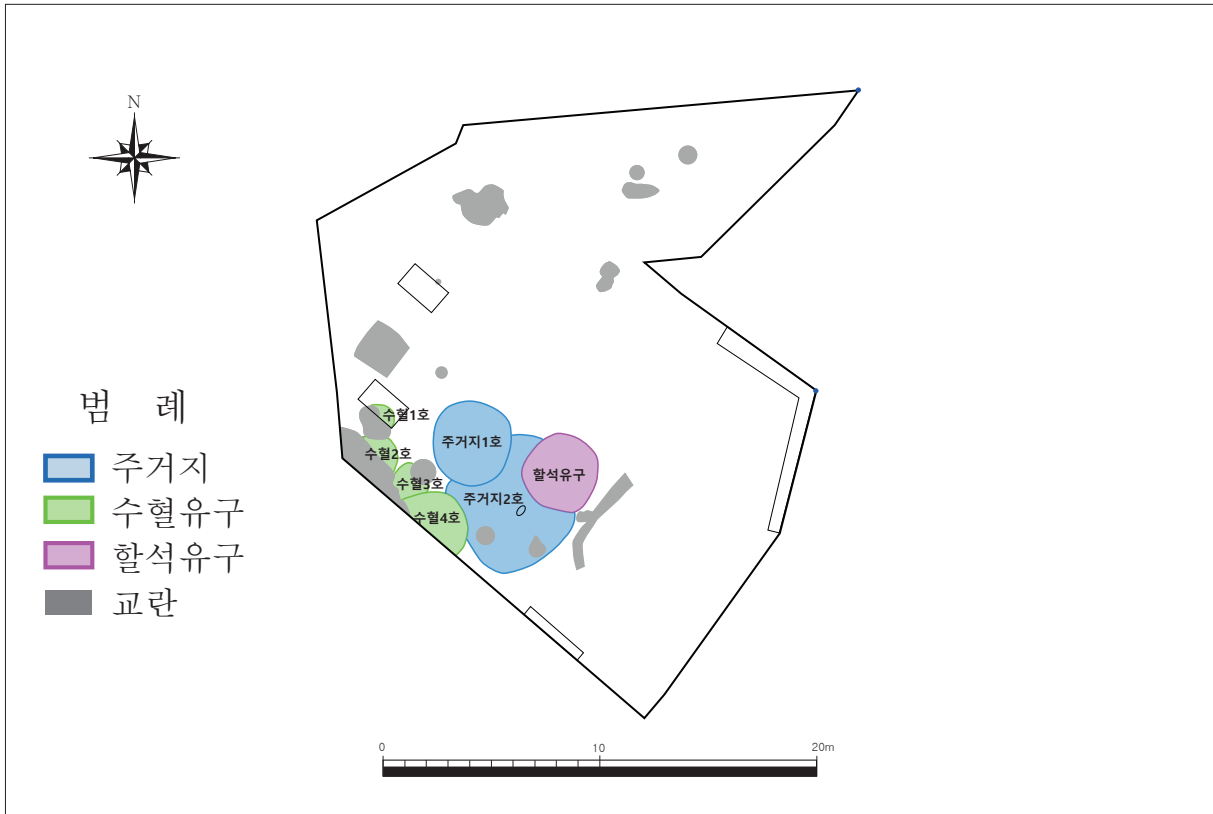 N
수혈1호
주거지1호
수혈2호
할석유구
수혈3호
주거지2호
수혈4호
범 례
주거지
수혈유구
할석유구
교란
0 10 20m